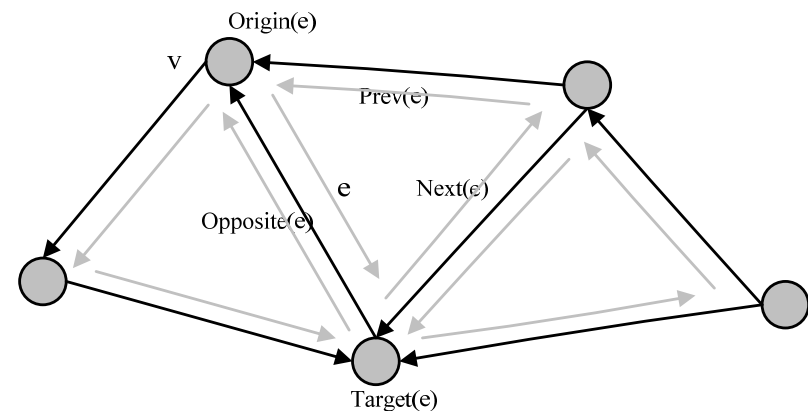 Origin(e)
v
Prev(e)
e
Next(e)
Opposite(e)
Target(e)